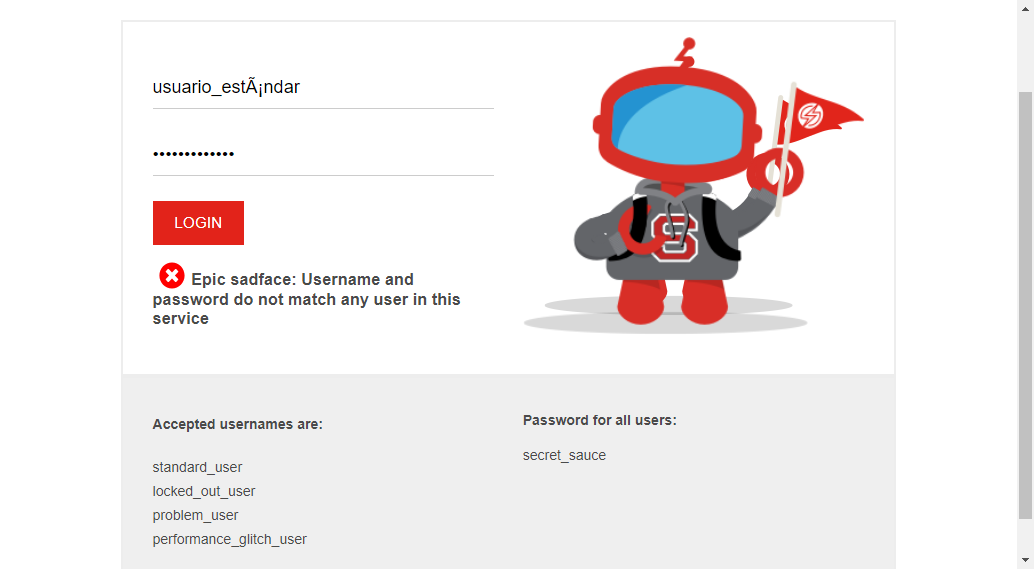 usuario_estÃ¡ndar
•••••••••••••
LOGIN
Epic sadface: Username and
password do not match any user in this
service
S
Accepted usernames are:
standard_user
locked_out_user
problem_user
performance_glitch_user
Password for all users:
secret_sauce